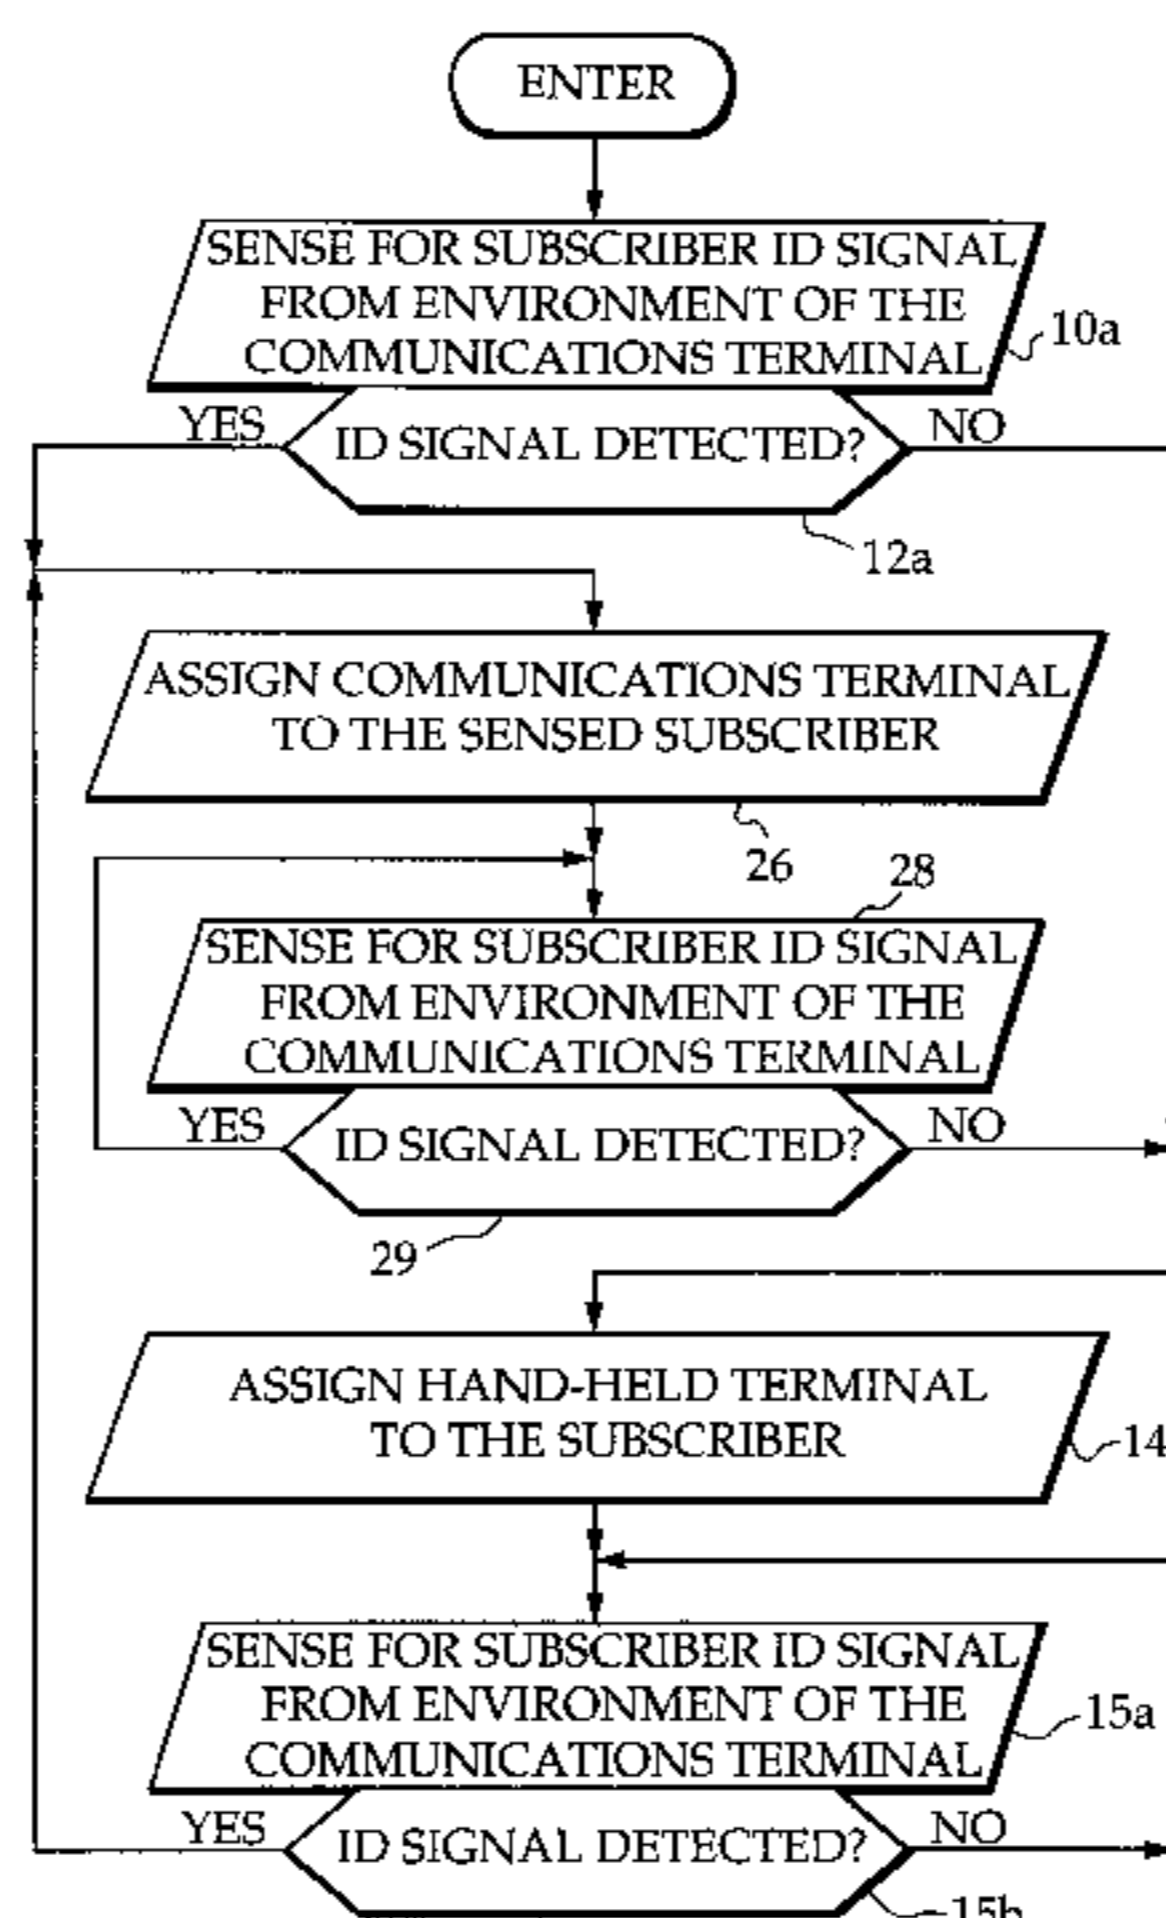 ENTER
SENSE FOR SUBSCRIBER ID SIGNAL
FROM ENVIRONMENT OF THE
COMMUNICATIONS TERMINAL
10a
YES
ID SIGNAL DETECTED?
NO
12a
ASSIGN COMMUNICATIONS TERMINAL
TO THE SENSED SUBSCRIBER
26
28
SENSE FOR SUBSCRIBER ID SIGNAL
FROM ENVIRONMENT OF THE
COMMUNICATIONS TERMINAL
YES
ID SIGNAL DETECTED?
NO
29
ASSIGN HAND-HELD TERMINAL
TO THE SUBSCRIBER
14
SENSE FOR SUBSCRIBER ID SIGNAL
FROM ENVIRONMENT OF THE
COMMUNICATIONS TERMINAL
15a
YES
ID SIGNAL DETECTED?
NO
15b